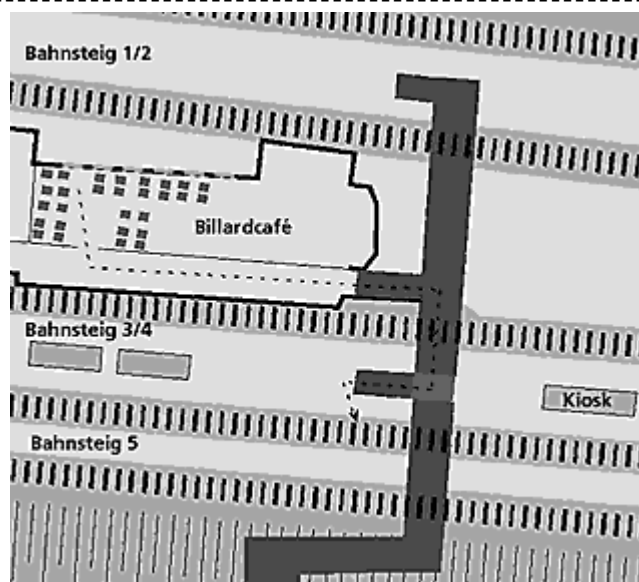 Bahnsteig 1/2
Billardcafé
Bahnsteig 3/4
Kiosk
Bahnsteig 5